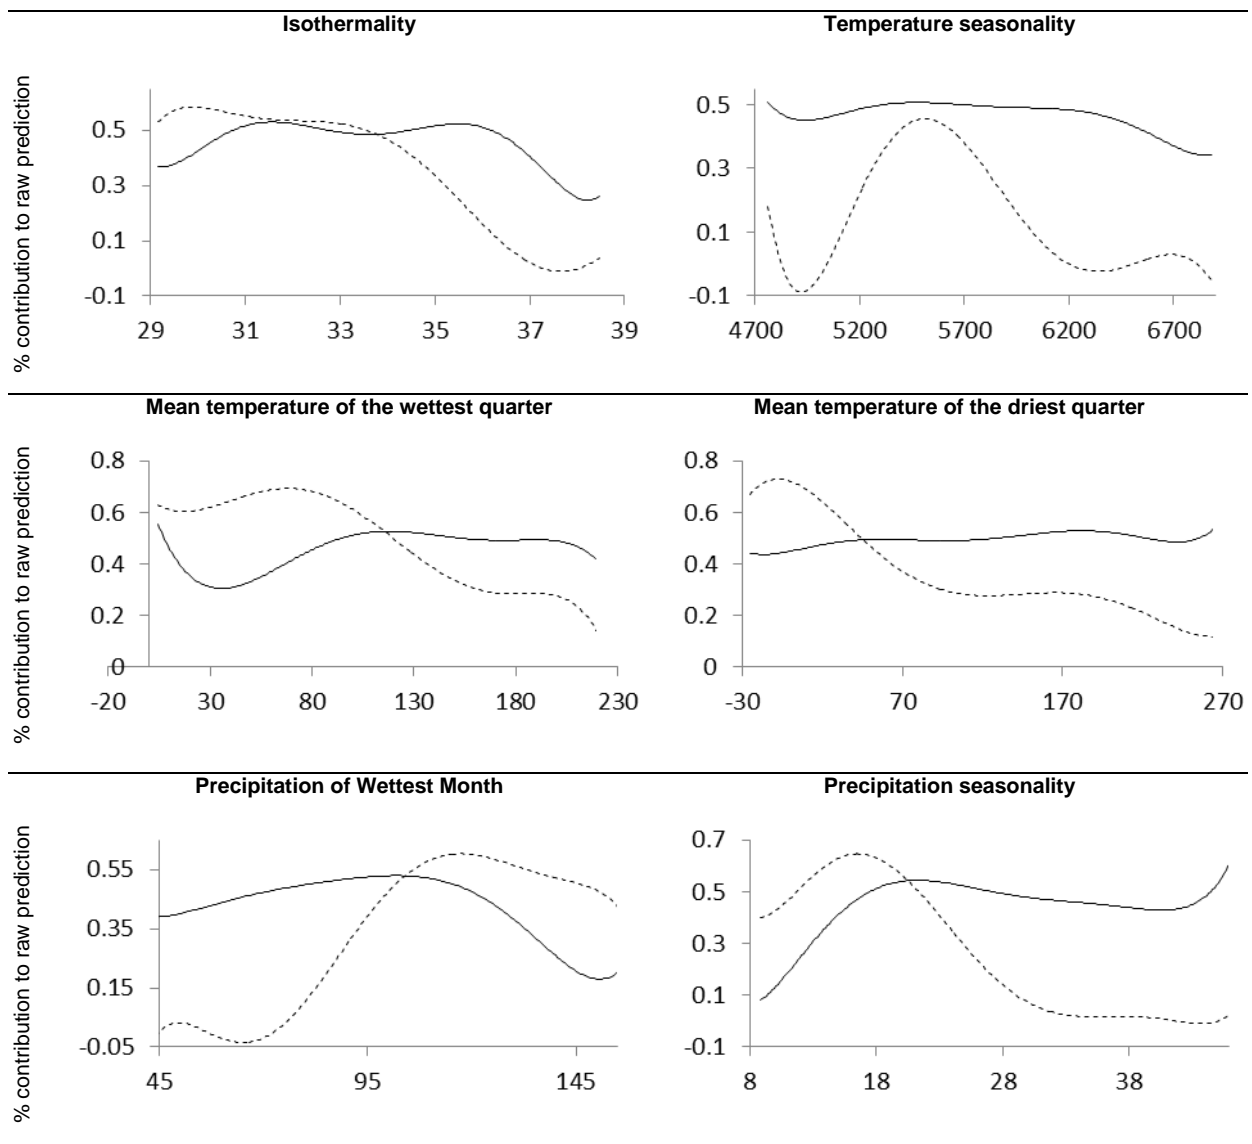 Isothermality Temperature seasonality
% contribution to raw prediction
0.5
0.3
0.1
-0.1
29 31 33 35 37 39
0.5
0.3
0.1
-0.1
4700 5200 5700 6200 6700
Mean temperature of the wettest quarter Mean temperature of the driest quarter
% contribution to raw prediction
0.8
0.6
0.4
0.2
0
-20 30 80 130 180 230
0.8
0.6
0.4
0.2
0
-30 70 170 270
Precipitation of Wettest Month Precipitation seasonality
% contribution to raw prediction
0.55
0.35
0.15
-0.05
45 95 145
0.7
0.5
0.3
0.1
-0.1
8 18 28 38